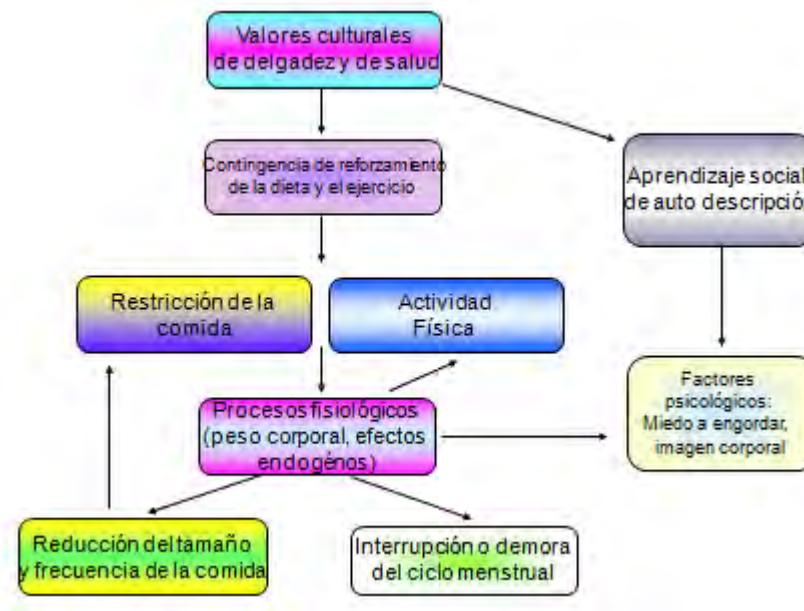 Valores culturales
de delgadez y de salud
Contingencia de reforzamiento
de la dieta y el ejercicio
Aprendizaje social
de auto descripció
Restricción de la
comida
Actividad
Física
Factores
psicológicos:
Miedo a engordar,
imagen corporal
Procesos fisiológicos
(peso corporal, efectos
endogénos)
Reducción del tamaño
y frecuencia de la comida
Interrupción o demora
del ciclo menstrual